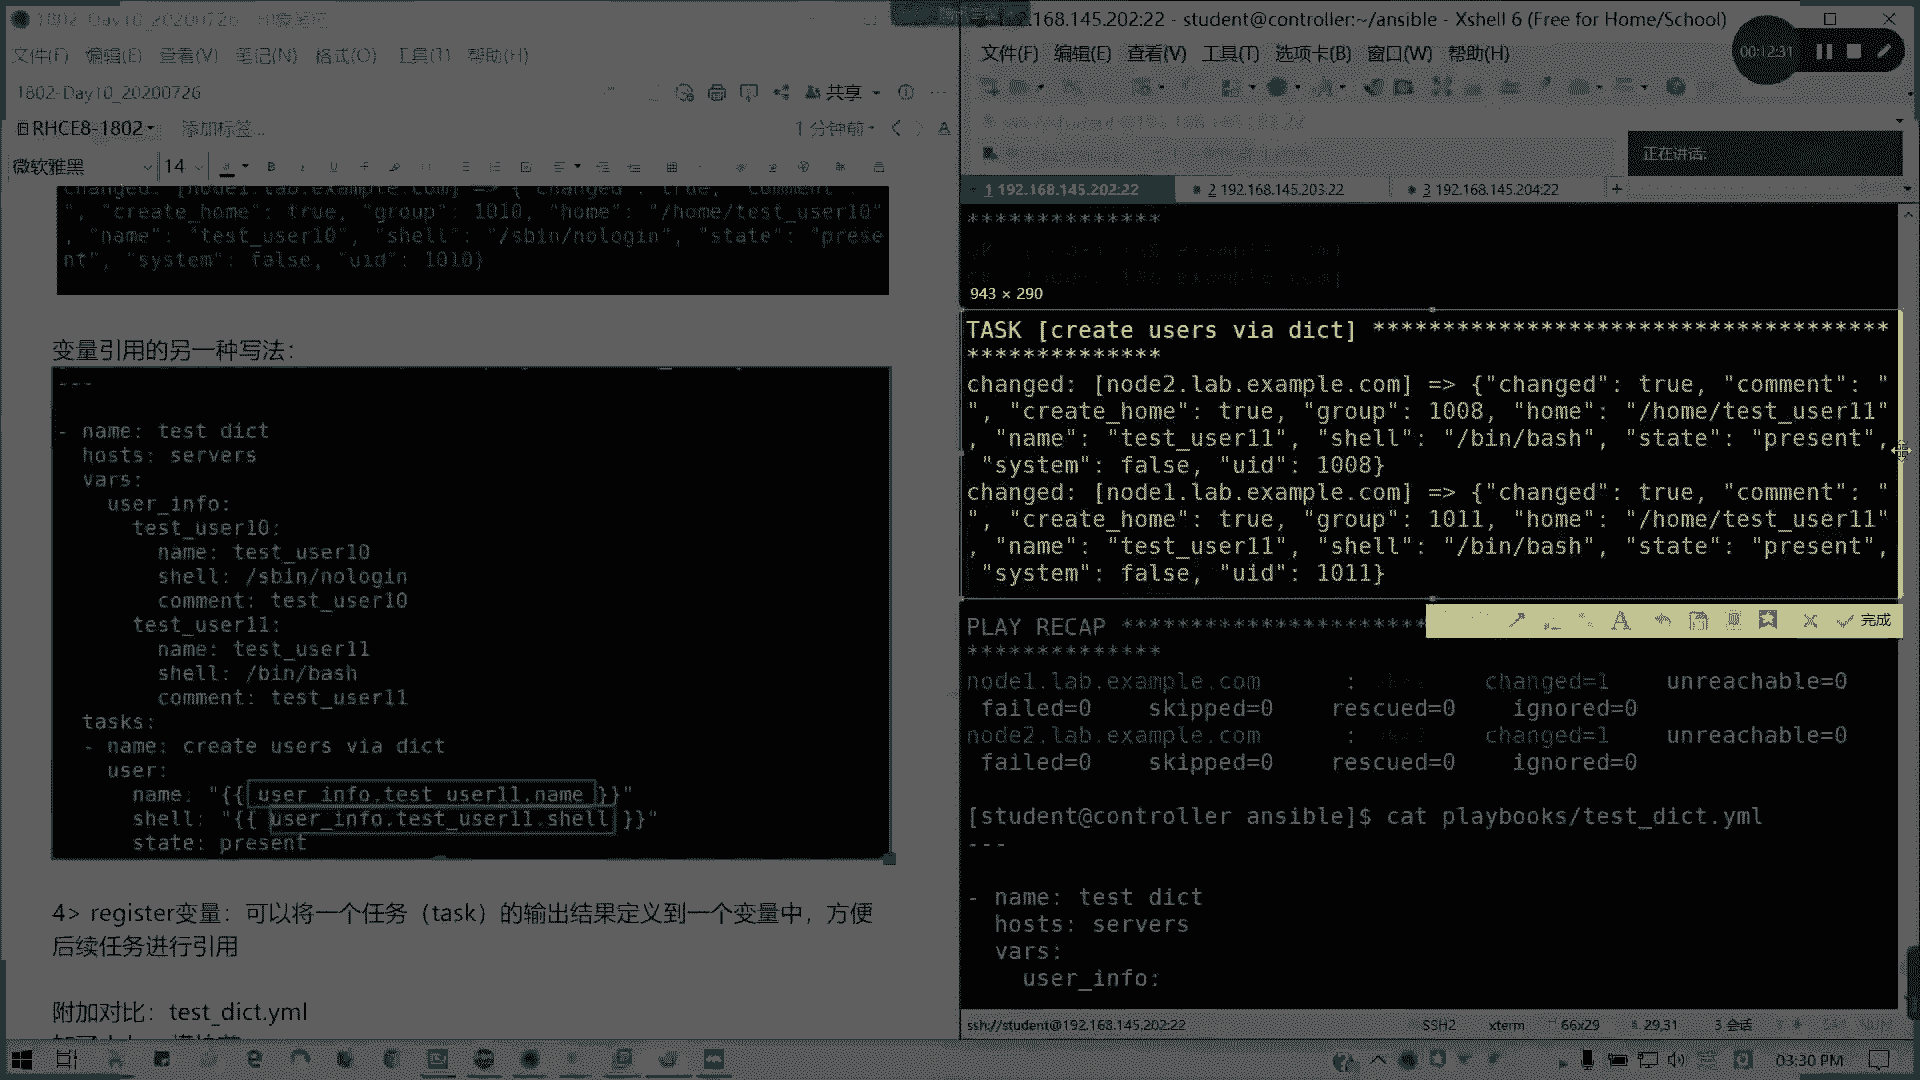 1802-Day10_20200726 - 印象笔记
文件(F) 编辑(E) 查看(V) 笔记(N) 格式(O) 工具(T) 帮助(H)
1802-Day10_20200726
共享
RHCE8-1802
添加标签...
1 分钟前
微软雅黑
14
changed: [node1.lab.example.com] => {"changed": true, "comment": "
", "create_home": true, "group": 1010, "home": "/home/test_user10"
, "name": "test_user10", "shell": "/sbin/nologin", "state": "prese
nt", "system": false, "uid": 1010}
变量引用的另一种写法:
---
- name: test dict
hosts: servers
vars:
user_info:
test_user10:
name: test_user10
shell: /sbin/nologin
comment: test_user10
test_user11:
name: test_user11
shell: /bin/bash
comment: test_user11
tasks:
- name: create users via dict
user:
name: "{{ user_info.test_user11.name }}"
shell: "{{ user_info.test_user11.shell }}"
state: present
4> register变量：可以将一个任务（task）的输出结果定义到一个变量中，方便
后续任务进行引用
附加对比：test_dict.yml
192.168.145.202:22 - student@controller:~/ansible - Xshell 6 (Free for Home/School)
文件(F) 编辑(E) 查看(V) 工具(T) 选项卡(B) 窗口(W) 帮助(H)
00:12:31
正在讲话:
1 192.168.145.202:22
2 192.168.145.203:22
3 192.168.145.204:22
**************
943 × 290
TASK [create users via dict] *************************************
**************
changed: [node2.lab.example.com] => {"changed": true, "comment": "
", "create_home": true, "group": 1008, "home": "/home/test_user11"
, "name": "test_user11", "shell": "/bin/bash", "state": "present",
"system": false, "uid": 1008}
changed: [node1.lab.example.com] => {"changed": true, "comment": "
", "create_home": true, "group": 1011, "home": "/home/test_user11"
, "name": "test_user11", "shell": "/bin/bash", "state": "present",
"system": false, "uid": 1011}
完成
PLAY RECAP **********************
**************
node1.lab.example.com : changed=1 unreachable=0
failed=0 skipped=0 rescued=0 ignored=0
node2.lab.example.com : changed=1 unreachable=0
failed=0 skipped=0 rescued=0 ignored=0
[student@controller ansible]$ cat playbooks/test_dict.yml
---
- name: test dict
hosts: servers
vars:
user_info:
ssh://student@192.168.145.202:22
SSH2
xterm
66x29
29,31
3 会话
03:30 PM